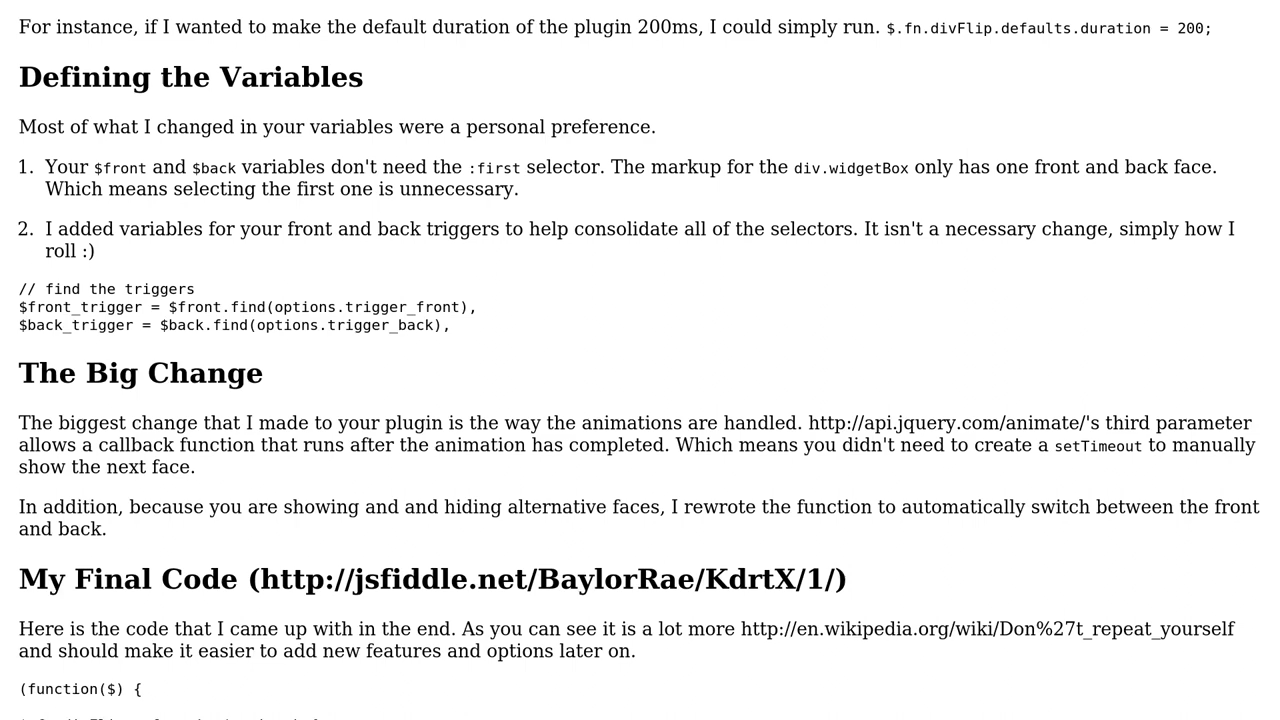 For instance, if I wanted to make the default duration of the plugin 200ms, I could simply run. $.fn.divFlip.defaults.duration = 200;
Defining the Variables
Most of what I changed in your variables were a personal preference.
1. Your $front and $back variables don't need the :first selector. The markup for the div.widgetBox only has one front and back face.
Which means selecting the first one is unnecessary.
2. I added variables for your front and back triggers to help consolidate all of the selectors. It isn't a necessary change, simply how I
roll :)
// find the triggers
$front_trigger = $front.find(options.trigger_front),
$back_trigger = $back.find(options.trigger_back),
The Big Change
The biggest change that I made to your plugin is the way the animations are handled. http://api.jquery.com/animate/'s third parameter
allows a callback function that runs after the animation has completed. Which means you didn't need to create a setTimeout to manually
show the next face.
In addition, because you are showing and and hiding alternative faces, I rewrote the function to automatically switch between the front
and back.
My Final Code (http://jsfiddle.net/BaylorRae/KdrtX/1/)
Here is the code that I came up with in the end. As you can see it is a lot more http://en.wikipedia.org/wiki/Don%27t_repeat_yourself
and should make it easier to add new features and options later on.
(function($) {